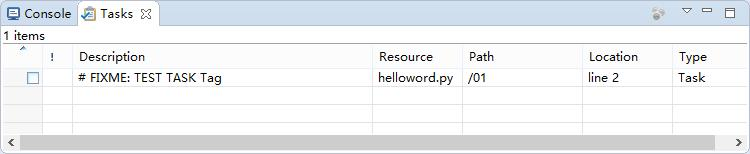 Console Tasks
1 items
! Description Resource Path Location Type
# FIXME: TEST TASK Tag helloword.py /01 line 2 Task